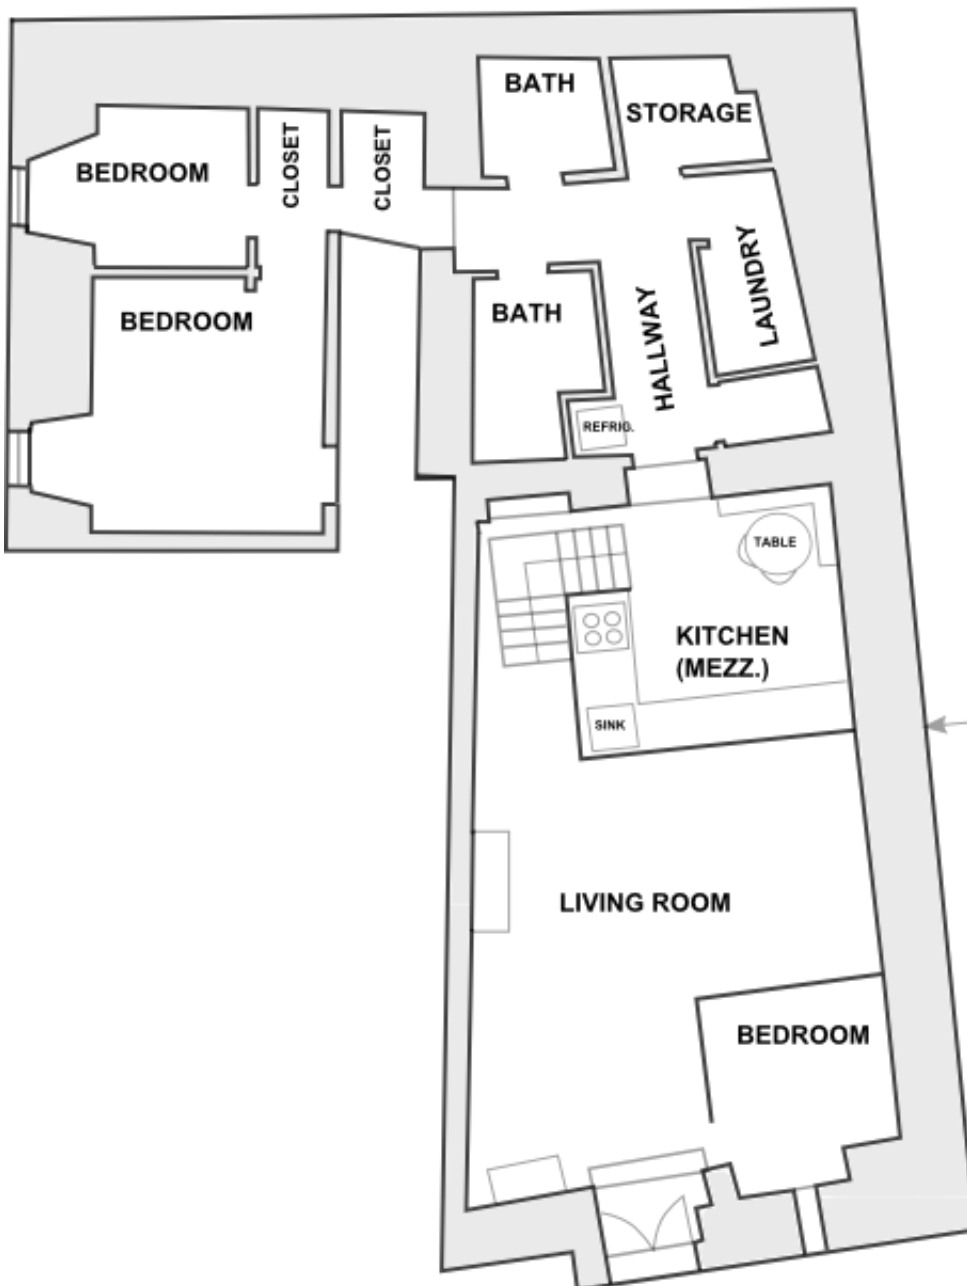 BATH
STORAGE
BEDROOM
CLOSET
CLOSET
LAUNDRY
BEDROOM
BATH
HALLWAY
REFRIG.
TABLE
KITCHEN
(MEZZ.)
SINK
LIVING ROOM
BEDROOM